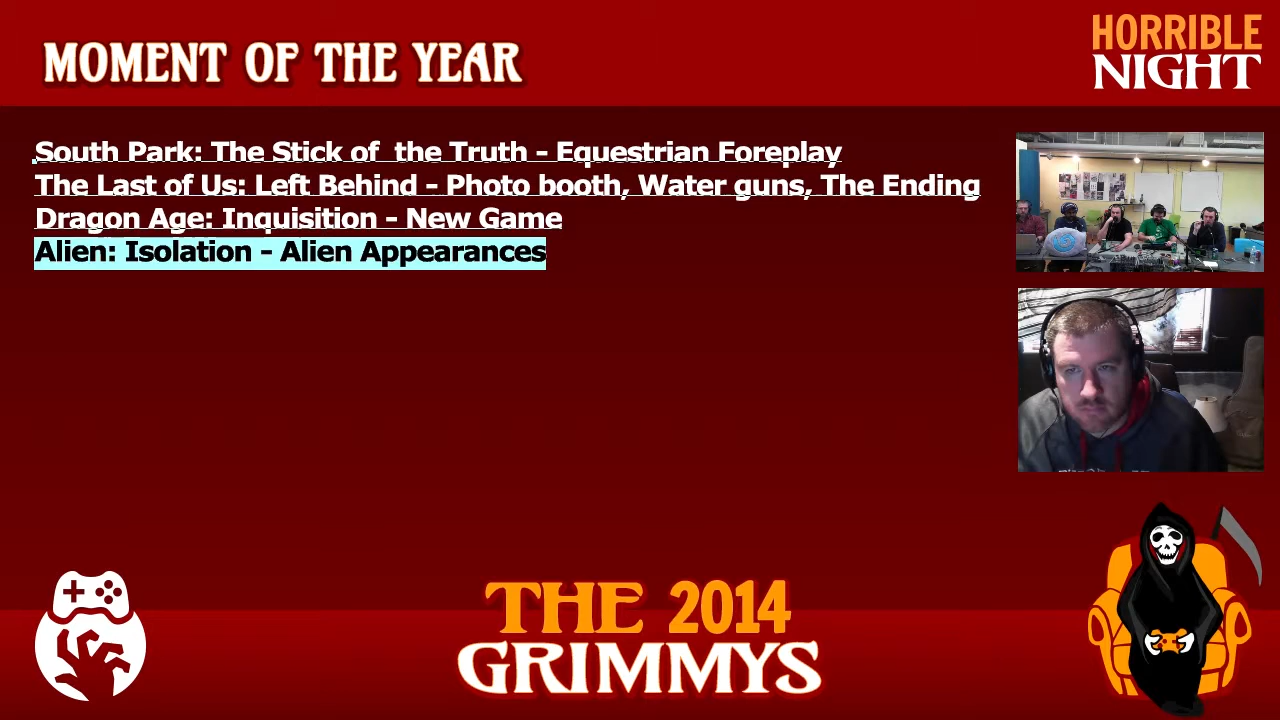 MOMENT OF THE YEAR
HORRIBLE
NIGHT
South Park: The Stick of the Truth - Equestrian Foreplay
The Last of Us: Left Behind - Photo booth, Water guns, The Ending
Dragon Age: Inquisition - New Game
Alien: Isolation - Alien Appearances
THE 2014
GRIMMYS